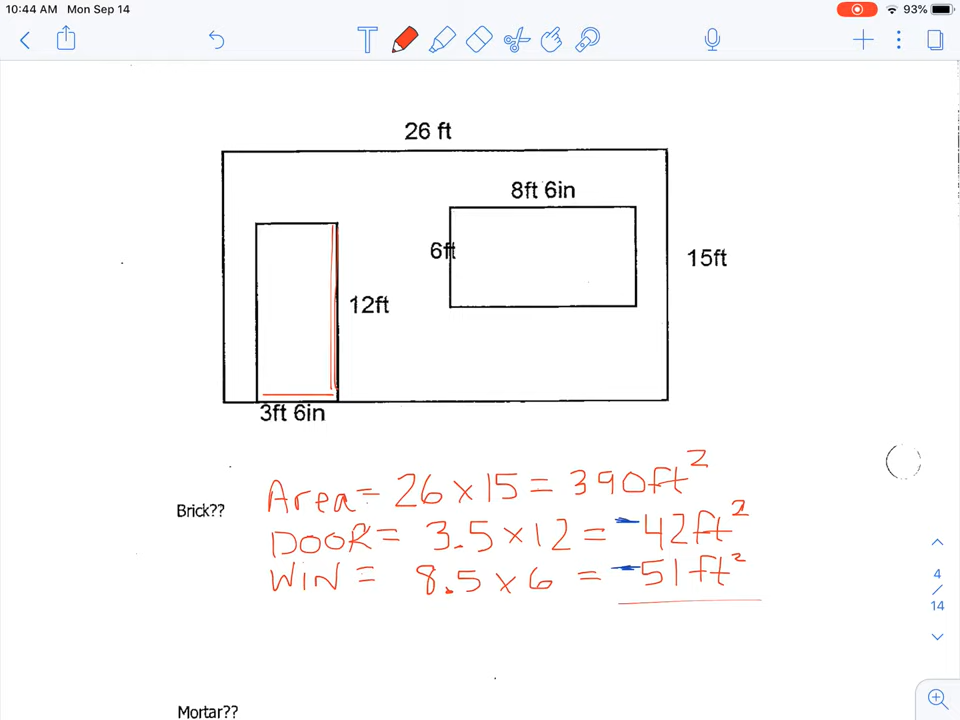 10:44 AM Mon Sep 14
93%
T
26 ft
8ft 6in
6ft
15ft
12ft
3ft 6in
Area= 26 x 15 = 390ft²
Brick??
DOOR= 3.5 x 12 = -42ft²
WIN= 8.5 x 6 = -51ft²
4
/
14
Mortar??